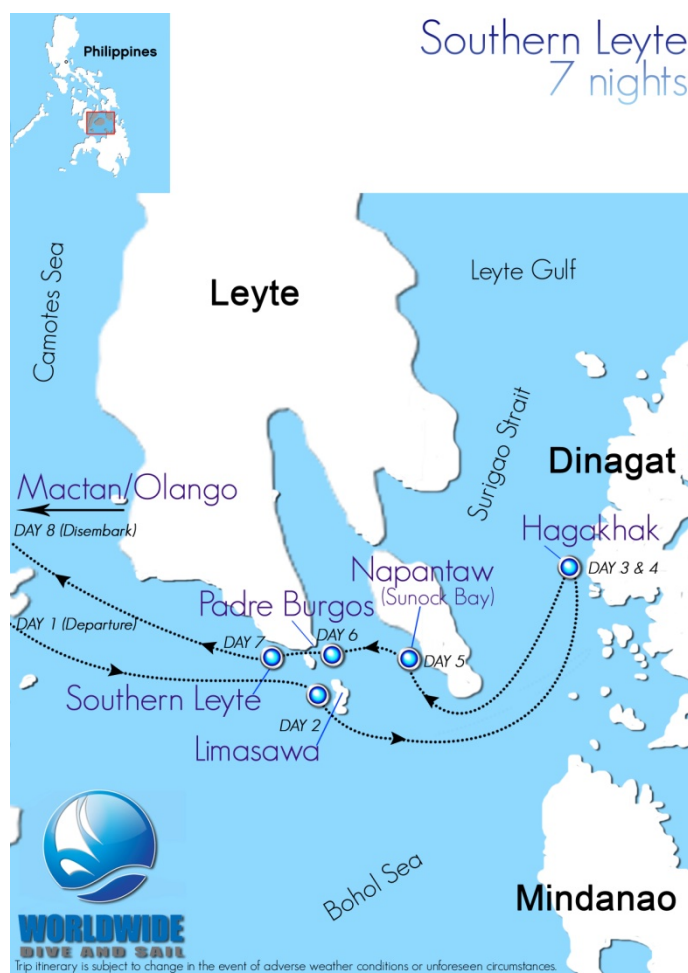 Philippines
Southern Leyte
7 nights
Camotes Sea
Leyte Gulf
Leyte
Surigao Strait
Dinagat
Mactan/Olango
DAY 8 (Disembark)
Hagakhak
DAY 3 & 4
Napantaw
(Sunock Bay)
Padre Burgos
DAY 1 (Departure)
DAY 7
DAY 6
DAY 5
Southern Leyte
DAY 2
Limasawa
Bohol Sea
Mindanao
WORLDWIDE
DIVE AND SAIL
Trip itinerary is subject to change in the event of adverse weather conditions or unforeseen circumstances.